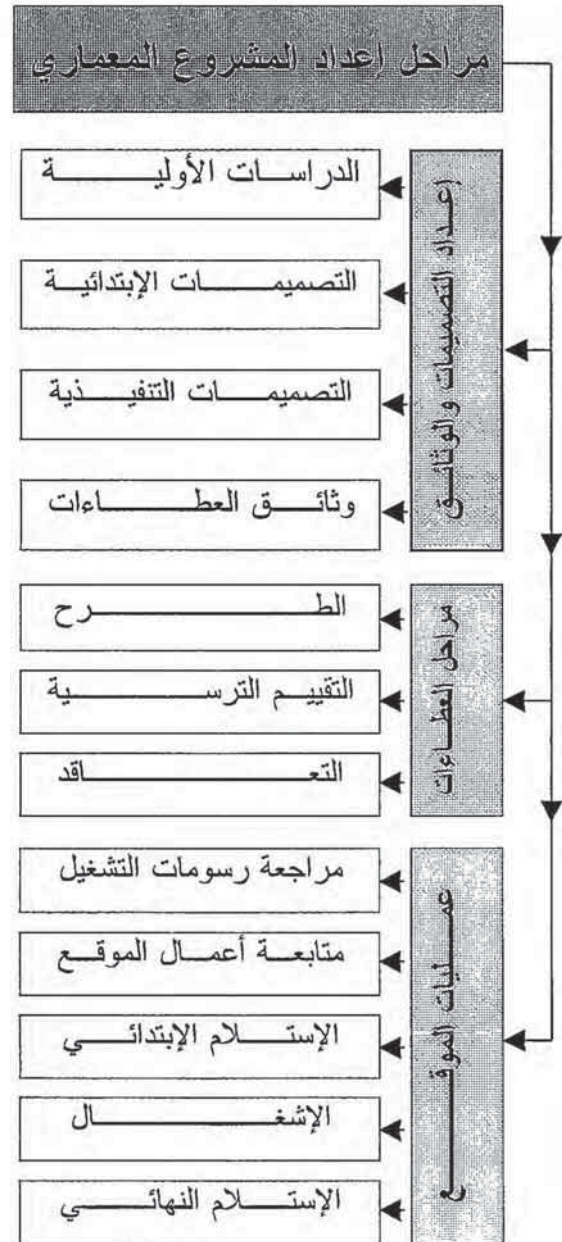 مراحل إعداد المشروع المعماري
إعداد التصميمات والوثائق
الدراسات الأولية
التصميمات الإبتدائية
التصميمات التنفيذية
وثائق العطاءات
مراحل العطاءات
الطرح
التقييم الترسية
التعاقد
عمليات الموقع
مراجعة رسومات التشغيل
متابعة أعمال الموقع
الإستلام الإبتدائي
الإشغال
الإستلام النهائي